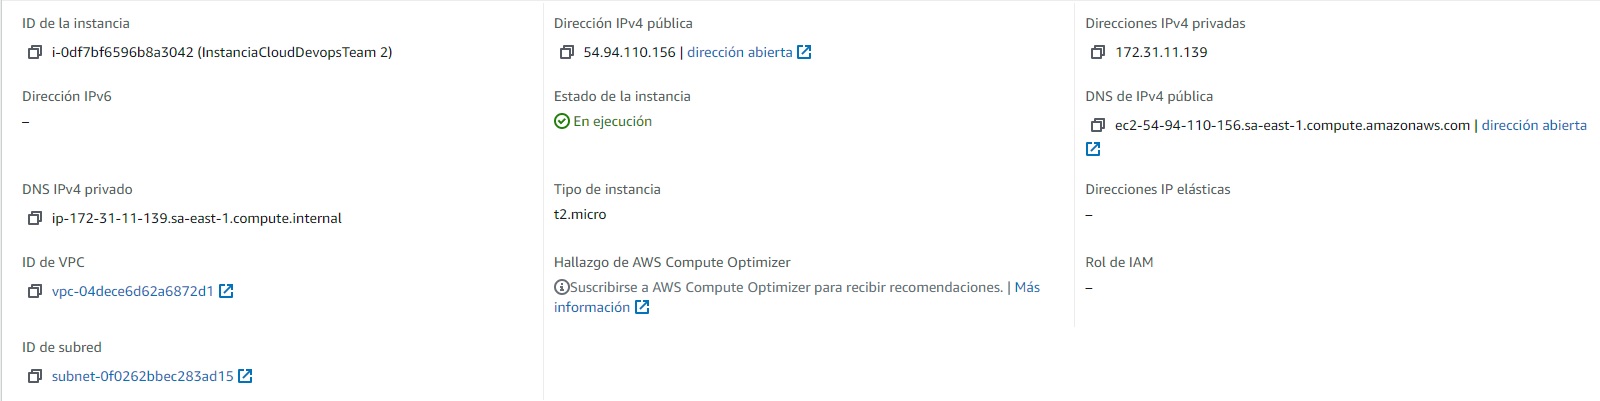 ID de la instancia
i-0df7bf6596b8a3042 (InstanciaCloudDevopsTeam 2)
Dirección IPv4 pública
54.94.110.156 | dirección abierta
Direcciones IPv4 privadas
172.31.11.139
Dirección IPv6
–
Estado de la instancia
En ejecución
DNS de IPv4 pública
ec2-54-94-110-156.sa-east-1.compute.amazonaws.com | dirección abierta
DNS IPv4 privado
ip-172-31-11-139.sa-east-1.compute.internal
Tipo de instancia
t2.micro
Direcciones IP elásticas
–
ID de VPC
vpc-04dece6d62a6872d1
Hallazgo de AWS Compute Optimizer
Suscribirse a AWS Compute Optimizer para recibir recomendaciones. | Más
información
Rol de IAM
–
ID de subred
subnet-0f0262bbec283ad15